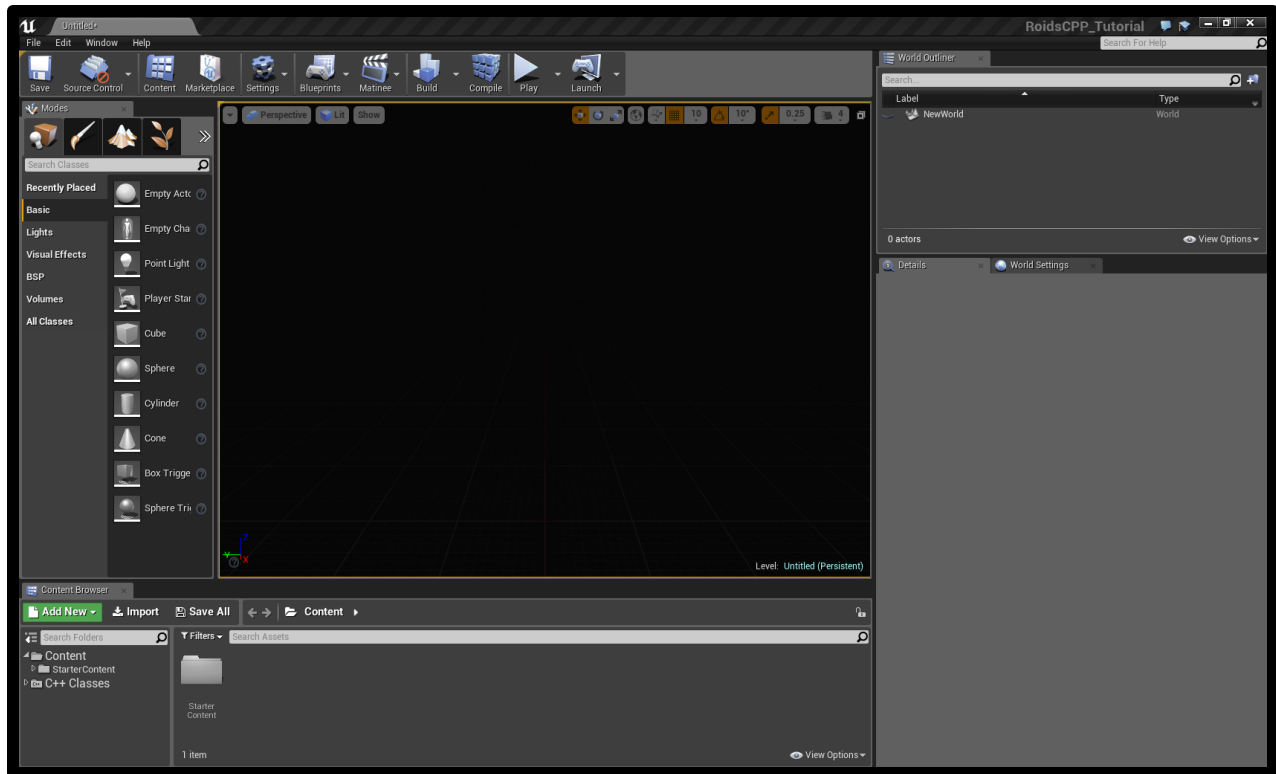 Untitled•
RoidsCPP_Tutorial
File Edit Window Help
Search For Help
Save Source Control Content Marketplace Settings Blueprints Matinee Build Compile Play Launch
World Outliner
Search...
Label Type
NewWorld World
0 actors View Options
Modes
Search Classes
Recently Placed
Basic
Lights
Visual Effects
BSP
Volumes
All Classes
Empty Acto
Empty Cha
Point Light
Player Star
Cube
Sphere
Cylinder
Cone
Box Trigge
Sphere Tri
Perspective Lit Show
10 10° 0.25 4
Z
Y
X
Level: Untitled (Persistent)
Details World Settings
Content Browser
Add New Import Save All Content
Search Folders
Filters Search Assets
Content
StarterContent
C++ Classes
Starter
Content
1 item View Options